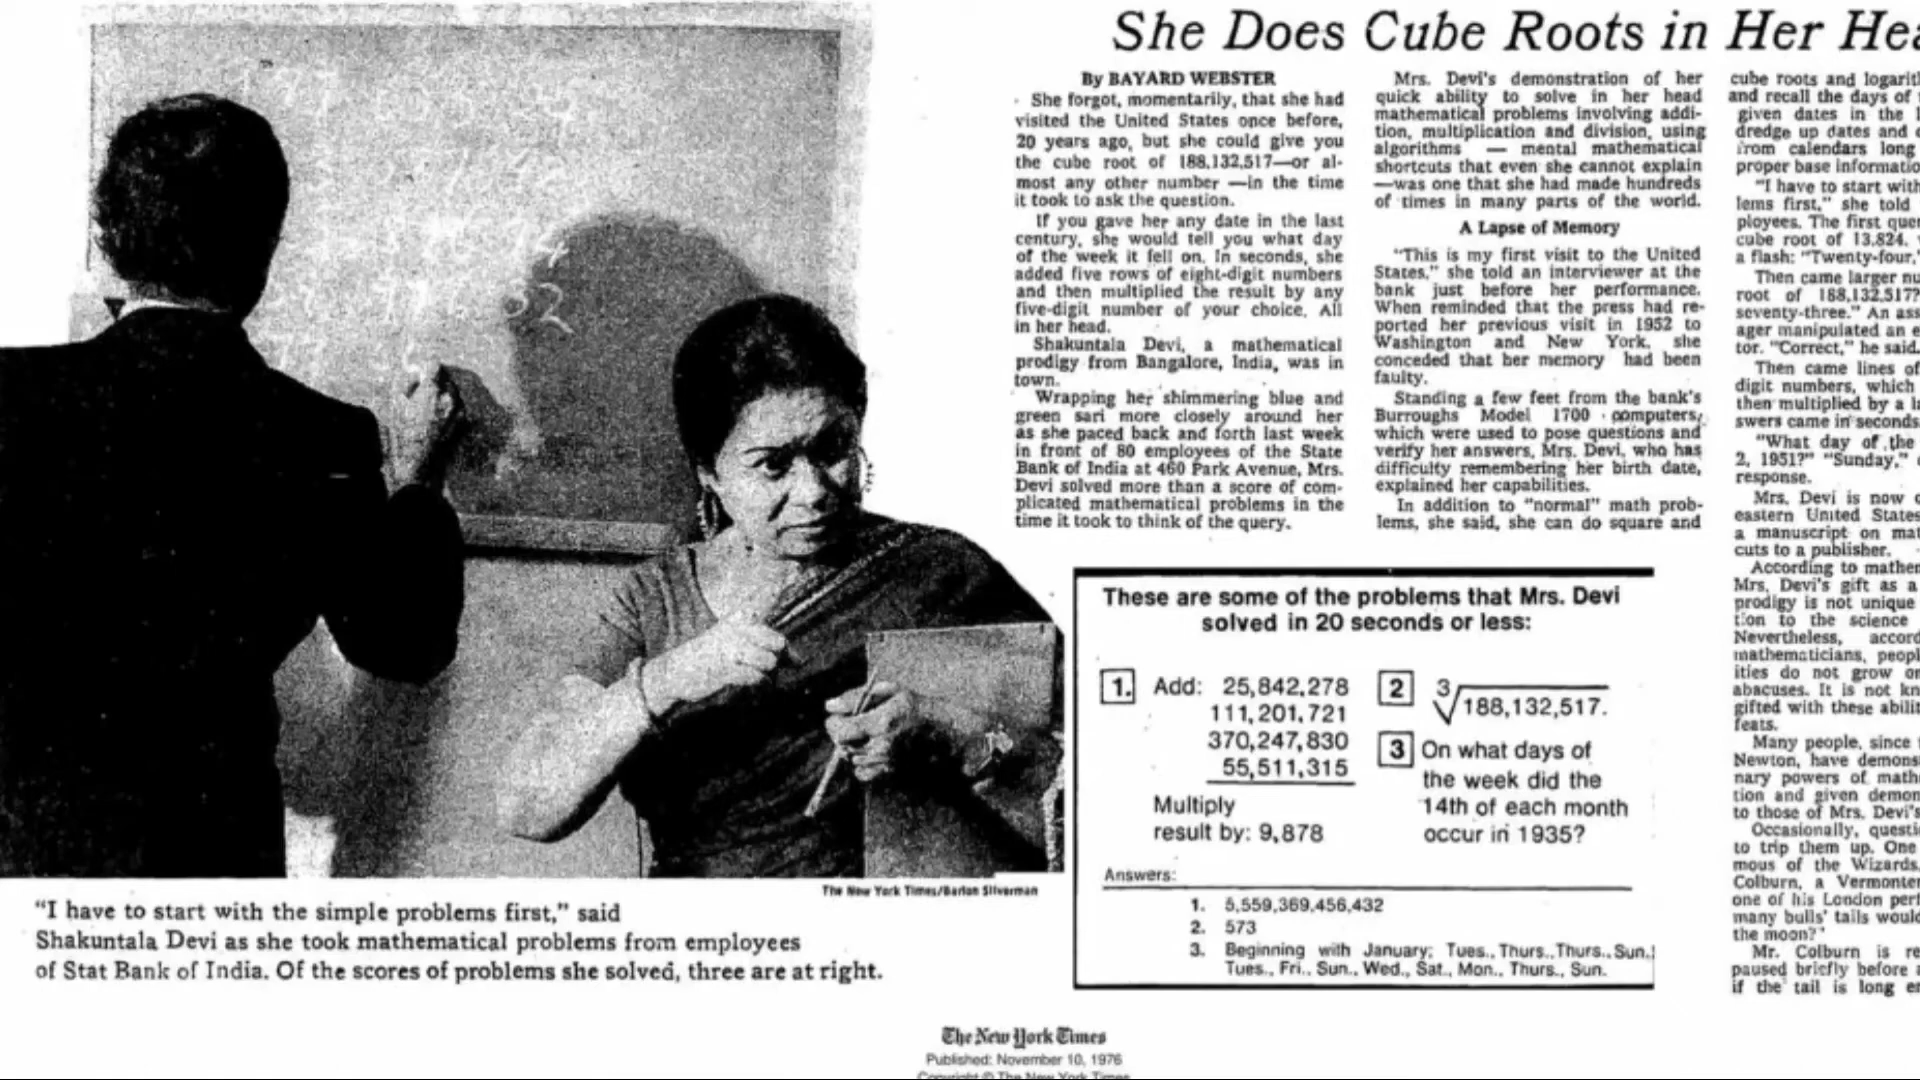 She Does Cube Roots in Her Hea
By BAYARD WEBSTER
She forgot, momentarily, that she had
visited the United States once before,
20 years ago, but she could give you
the cube root of 188,132,517—or al-
most any other number —in the time
it took to ask the question.
If you gave her any date in the last
century, she would tell you what day
of the week it fell on. In seconds, she
added five rows of eight-digit numbers
and then multiplied the result by any
five-digit number of your choice. All
in her head.
Shakuntala Devi, a mathematical
prodigy from Bangalore, India, was in
town.
Wrapping her shimmering blue and
green sari more closely around her
as she paced back and forth last week
in front of 80 employees of the State
Bank of India at 460 Park Avenue, Mrs.
Devi solved more than a score of com-
plicated mathematical problems in the
time it took to think of the query.
Mrs. Devi's demonstration of her
quick ability to solve in her head
mathematical problems involving addi-
tion, multiplication and division, using
algorithms — mental mathematical
shortcuts that even she cannot explain
—was one that she had made hundreds
of times in many parts of the world.
A Lapse of Memory
"This is my first visit to the United
States," she told an interviewer at the
bank just before her performance.
When reminded that the press had re-
ported her previous visit in 1952 to
Washington and New York, she
conceded that her memory had been
faulty.
Standing a few feet from the bank's
Burroughs Model 1700 computers,
which were used to pose questions and
verify her answers, Mrs. Devi, who has
difficulty remembering her birth date,
explained her capabilities.
In addition to "normal" math prob-
lems, she said, she can do square and
cube roots and logarit
and recall the days of
given dates in the
dredge up dates and
from calendars long
proper base informatio
"I have to start with
lems first," she told
ployees. The first que
cube root of 13,824.
a flash: "Twenty-four,"
Then came larger nu
root of 188,132,517?
seventy-three." An ass
ager manipulated an e
tor. "Correct," he said.
Then came lines of
digit numbers, which
then multiplied by a l
swers came in seconds
"What day of the
2, 1951?" "Sunday,"
response.
Mrs. Devi is now
eastern United States
a manuscript on mat
cuts to a publisher.
According to mathem
Mrs. Devi's gift as a
prodigy is not unique
tion to the science
Nevertheless, accord
mathematicians, peopl
ities do not grow or
abacuses. It is not kn
gifted with these abilit
feats.
Many people, since
Newton, have demons
nary powers of math
tion and given demon
to those of Mrs. Devi's
Occasionally, questi
to trip them up. One
mous of the Wizards,
Colburn, a Vermonter
one of his London perf
many bulls' tails would
the moon?"
Mr. Colburn is re
paused briefly before
if the tail is long e
These are some of the problems that Mrs. Devi
solved in 20 seconds or less:
1. Add: 25,842,278
111,201,721
370,247,830
55,511,315
Multiply
result by: 9,878
2 3√188,132,517.
3 On what days of
the week did the
14th of each month
occur in 1935?
Answers:
1. 5,559,369,456,432
2. 573
3. Beginning with January; Tues., Thurs., Thurs., Sun.,
Tues., Fri., Sun., Wed., Sat., Mon., Thurs., Sun.
The New York Times/Barton Silverman
"I have to start with the simple problems first," said
Shakuntala Devi as she took mathematical problems from employees
of Stat Bank of India. Of the scores of problems she solved, three are at right.
The New York Times
Published: November 10, 1976
Copyright © The New York Times